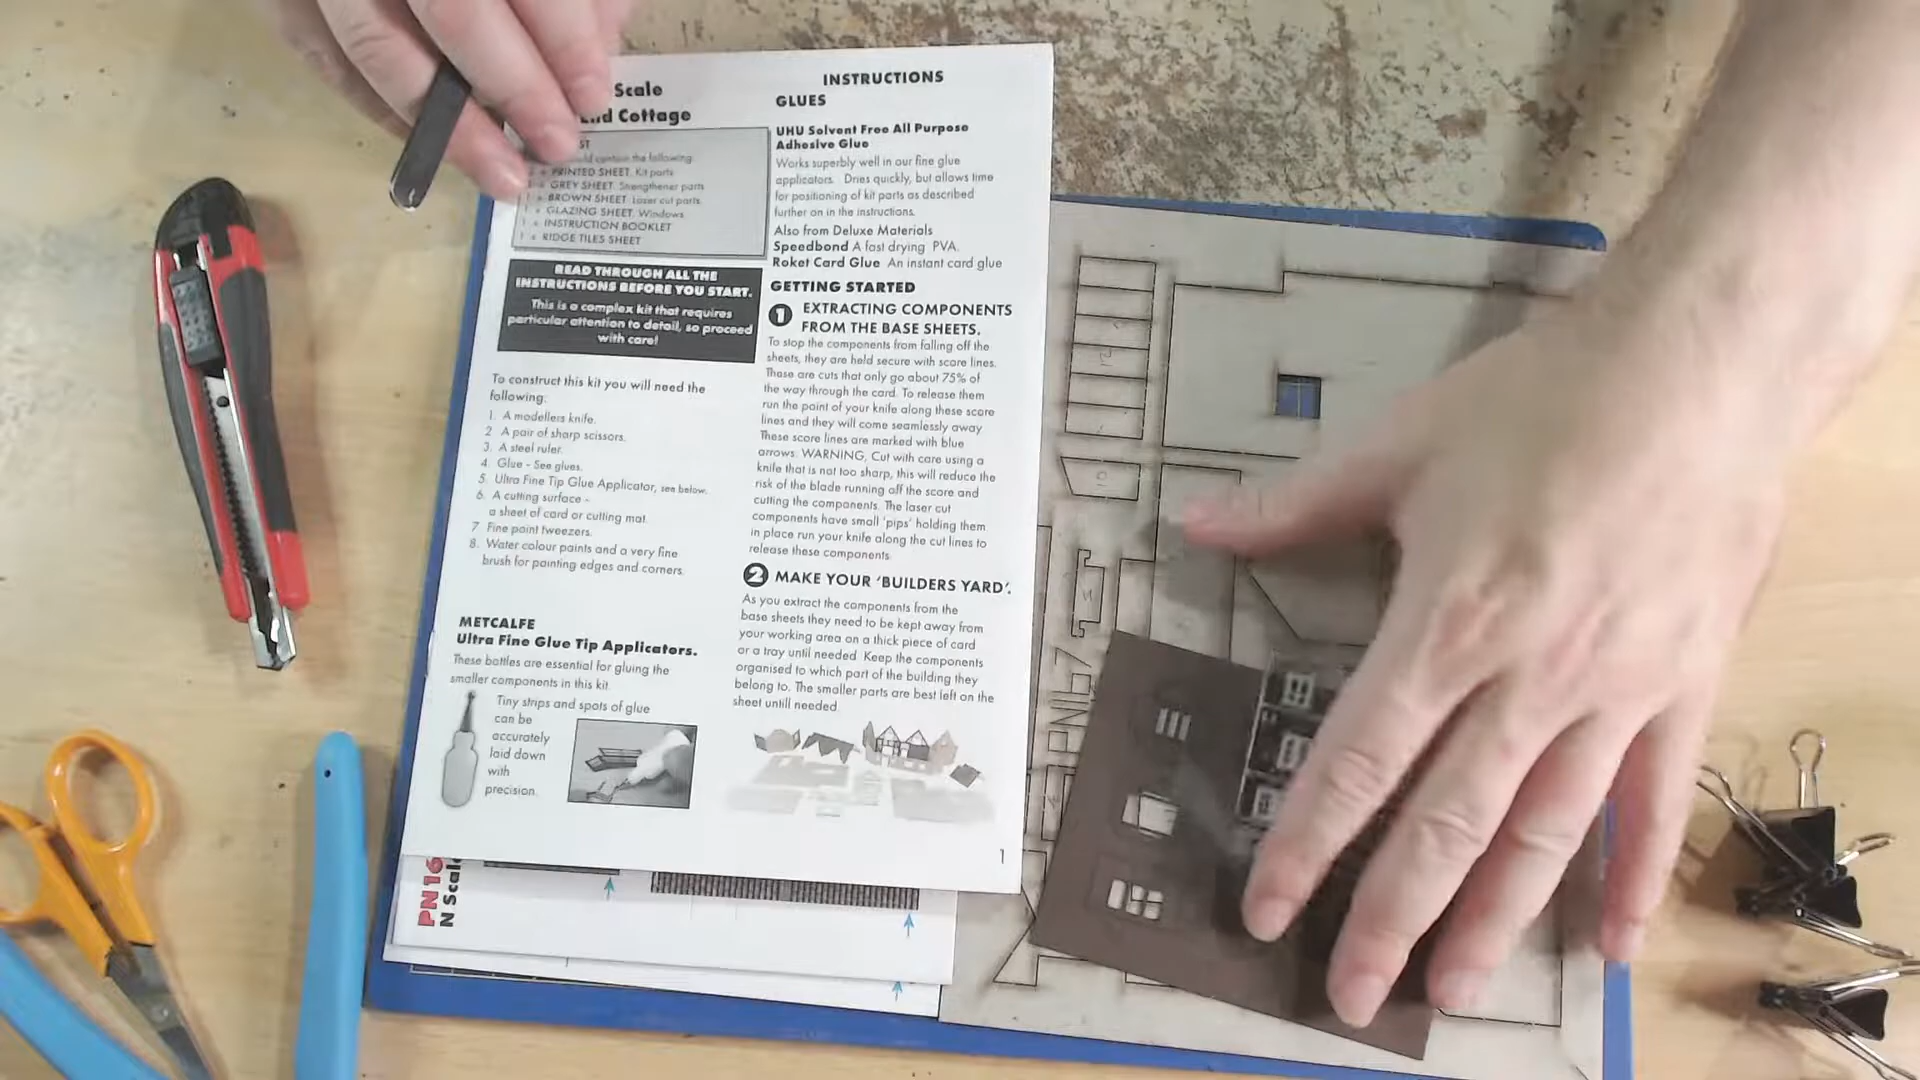 Scale
End Cottage
ould contain the following:
PRINTED SHEET. Kit parts
GREY SHEET. Strengthener parts
BROWN SHEET. Laser cut parts.
GLAZING SHEET. Windows.
1 x INSTRUCTION BOOKLET
1 x RIDGE TILES SHEET
READ THROUGH ALL THE
INSTRUCTIONS BEFORE YOU START.
This is a complex kit that requires
particular attention to detail, so proceed
with care!
To construct this kit you will need the
following:
1. A modellers knife.
2 A pair of sharp scissors.
3. A steel ruler.
4. Glue - See glues.
5. Ultra Fine Tip Glue Applicator, see below.
6. A cutting surface -
a sheet of card or cutting mat.
7 Fine point tweezers.
8. Water colour paints and a very fine
brush for painting edges and corners.
METCALFE
Ultra Fine Glue Tip Applicators.
These bottles are essential for gluing the
smaller components in this kit.
Tiny strips and spots of glue
can be
accurately
laid down
with
precision.
INSTRUCTIONS
GLUES
UHU Solvent Free All Purpose
Adhesive Glue
Works superbly well in our fine glue
applicators. Dries quickly, but allows time
for positioning of kit parts as described
further on in the instructions.
Also from Deluxe Materials
Speedbond A fast drying PVA.
Roket Card Glue An instant card glue
GETTING STARTED
1 EXTRACTING COMPONENTS
FROM THE BASE SHEETS.
To stop the components from falling off the
sheets, they are held secure with score lines.
These are cuts that only go about 75% of
the way through the card. To release them
run the point of your knife along these score
lines and they will come seamlessly away
These score lines are marked with blue
arrows. WARNING, Cut with care using a
knife that is not too sharp, this will reduce the
risk of the blade running off the score and
cutting the components. The laser cut
components have small 'pips' holding them
in place run your knife along the cut lines to
release these components.
2 MAKE YOUR 'BUILDERS YARD'.
As you extract the components from the
base sheets they need to be kept away from
your working area on a thick piece of card
or a tray until needed. Keep the components
organised to which part of the building they
belong to. The smaller parts are best left on the
sheet untill needed.
1
PN16
N Scale
10
PN167